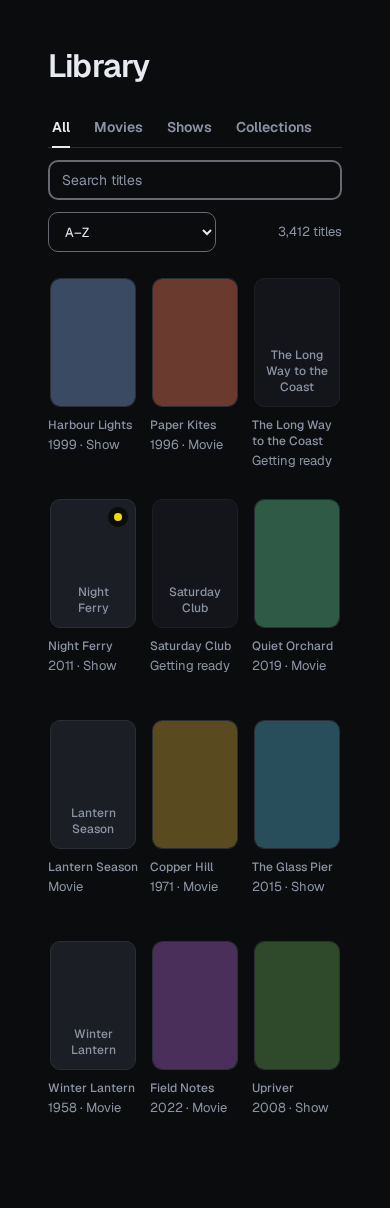 Library
All Movies Shows Collections
Search titles
A–Z
3,412 titles
The Long
Way to the
Coast
Harbour Lights
1999 · Show
Paper Kites
1996 · Movie
The Long Way
to the Coast
Getting ready
Night
Ferry
Saturday
Club
Night Ferry
2011 · Show
Saturday Club
Getting ready
Quiet Orchard
2019 · Movie
Lantern
Season
Lantern Season
Movie
Copper Hill
1971 · Movie
The Glass Pier
2015 · Show
Winter
Lantern
Winter Lantern
1958 · Movie
Field Notes
2022 · Movie
Upriver
2008 · Show